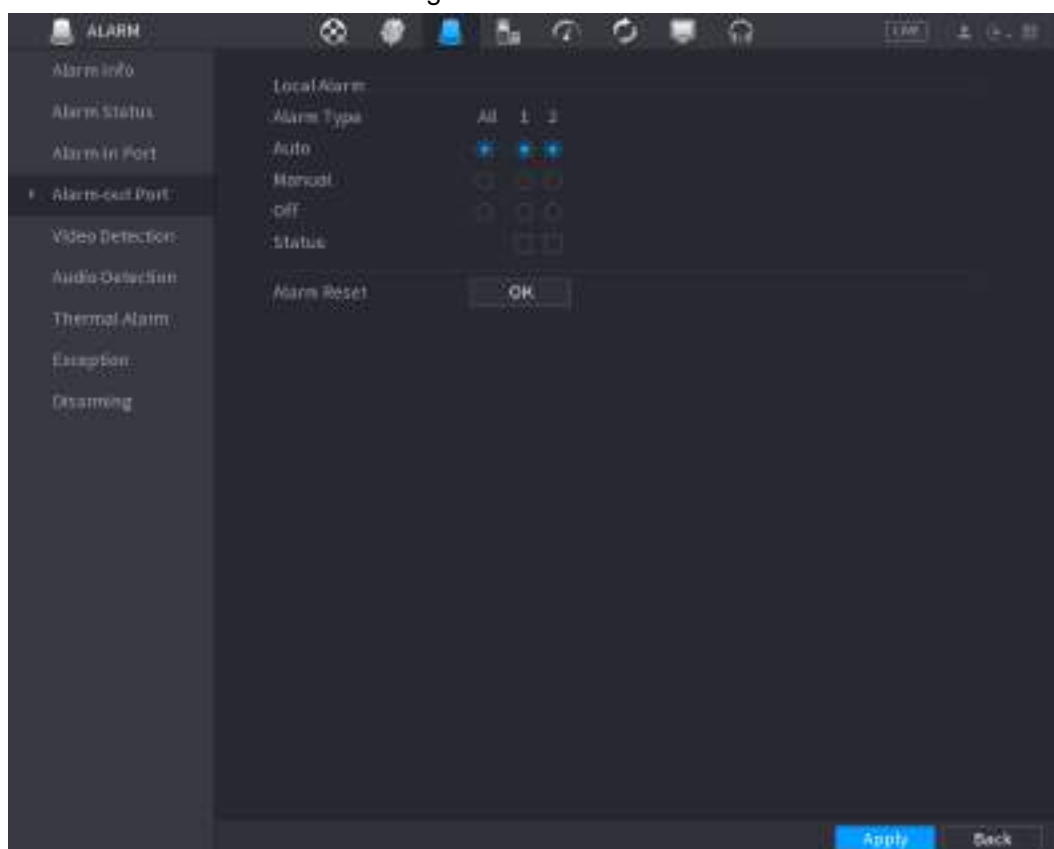 ALARM
LIVE
Alarm Info
Alarm Status
Alarm-in Port
Alarm-out Port
Video Detection
Audio Detection
Thermal Alarm
Exception
Disarming
Local Alarm
Alarm Type All 1 2
Auto
Manual
Off
Status
Alarm Reset OK
Apply Back